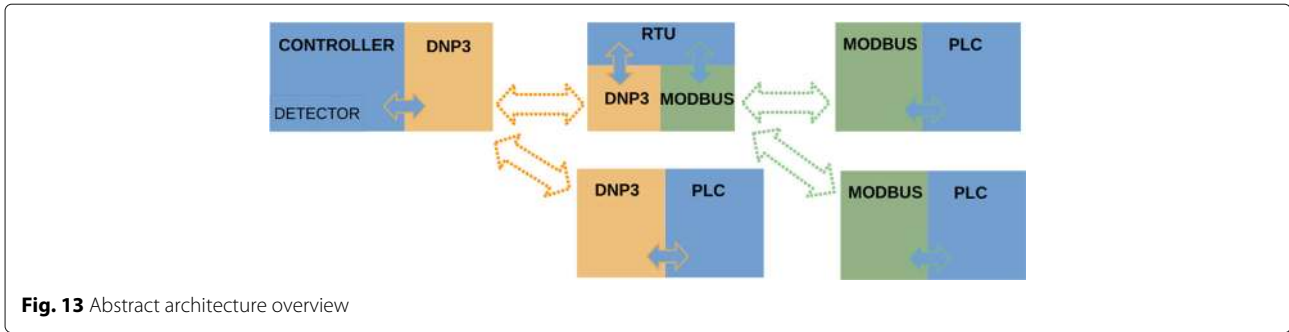 CONTROLLER DNP3
DETECTOR
RTU
DNP3 MODBUS
MODBUS PLC
DNP3 PLC
MODBUS PLC
Fig. 13 Abstract architecture overview